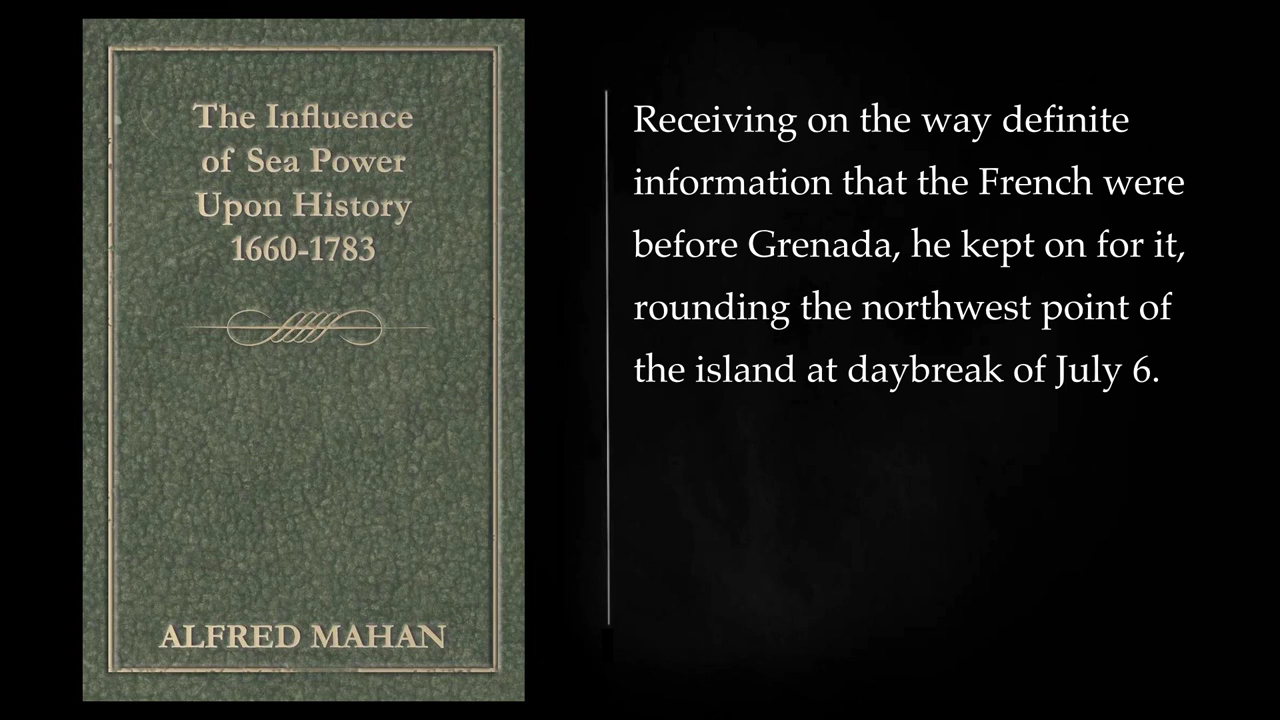 The Influence
of Sea Power
Upon History
1660-1783
ALFRED MAHAN
Receiving on the way definite
information that the French were
before Grenada, he kept on for it,
rounding the northwest point of
the island at daybreak of July 6.